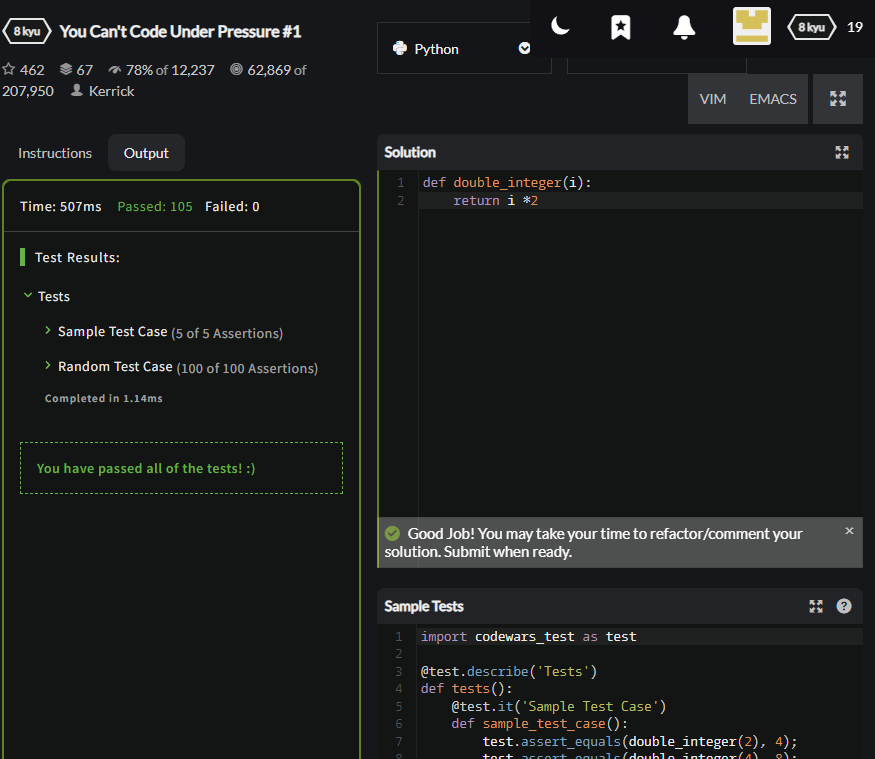 8 kyu You Can't Code Under Pressure #1
462 67 78% of 12,237 62,869 of
207,950 Kerrick
Python
8 kyu 19
VIM EMACS
Instructions Output
Time: 507ms Passed: 105 Failed: 0
Test Results:
Tests
Sample Test Case (5 of 5 Assertions)
Random Test Case (100 of 100 Assertions)
Completed in 1.14ms
You have passed all of the tests! :)
Solution
1 def double_integer(i):
2     return i *2
Good Job! You may take your time to refactor/comment your
solution. Submit when ready.
Sample Tests
1 import codewars_test as test
2
3 @test.describe('Tests')
4 def tests():
5     @test.it('Sample Test Case')
6     def sample_test_case():
7         test.assert_equals(double_integer(2), 4);
8         test.assert_equals(double_integer(4), 8);